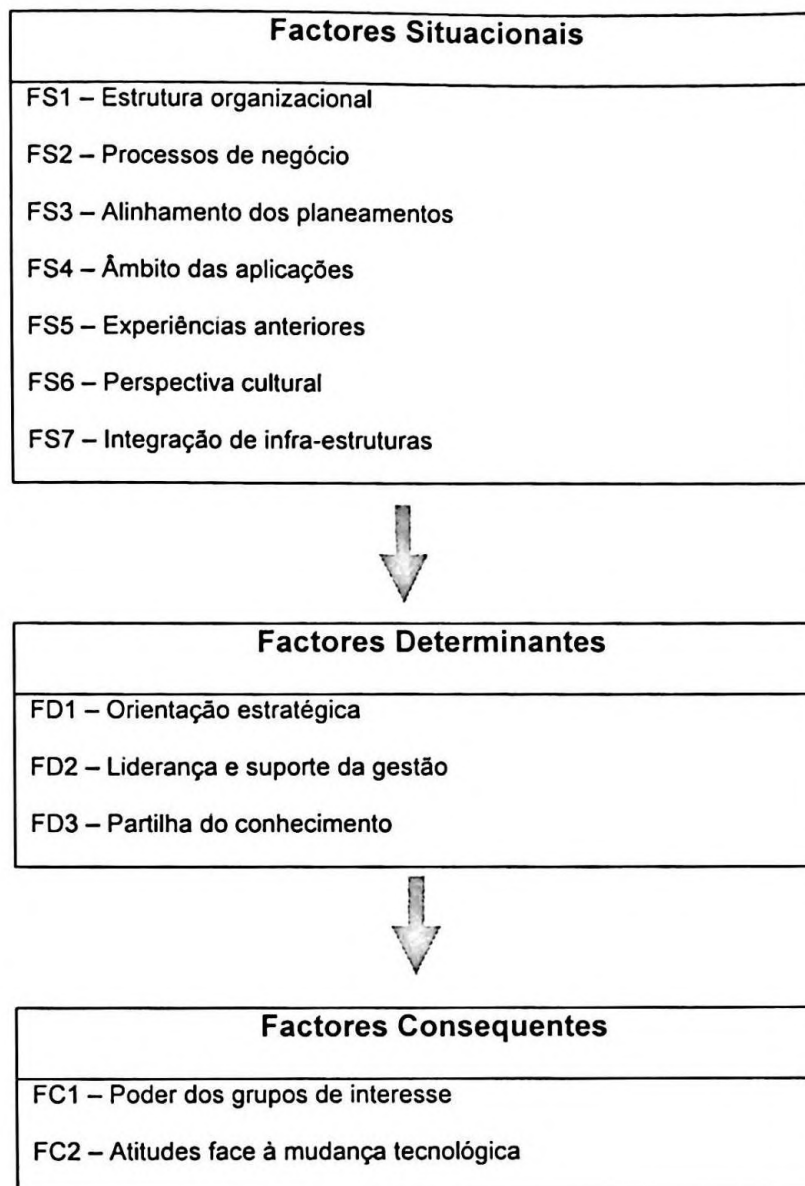 Factores Situacionais
FS1 – Estrutura organizacional
FS2 – Processos de negócio
FS3 – Alinhamento dos planeamentos
FS4 – Âmbito das aplicações
FS5 – Experiências anteriores
FS6 – Perspectiva cultural
FS7 – Integração de infra-estruturas
Factores Determinantes
FD1 – Orientação estratégica
FD2 – Liderança e suporte da gestão
FD3 – Partilha do conhecimento
Factores Consequentes
FC1 – Poder dos grupos de interesse
FC2 – Atitudes face à mudança tecnológica